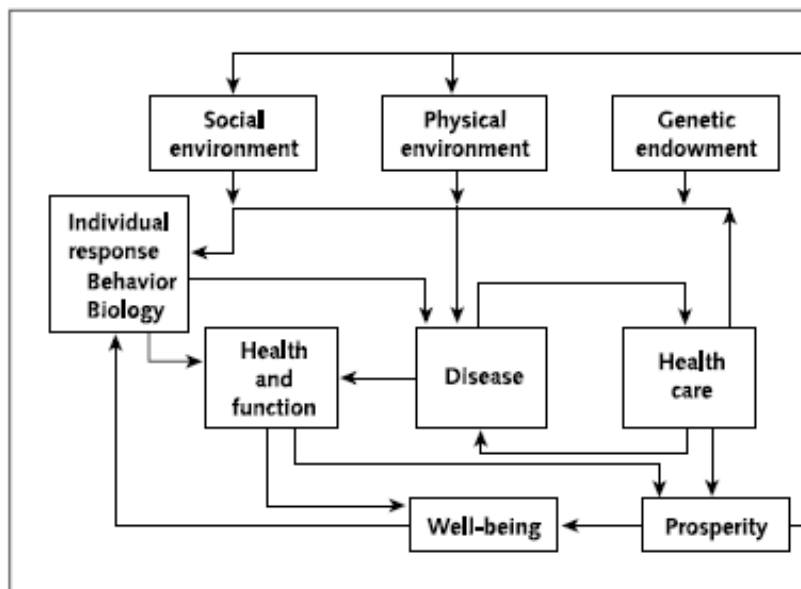 Social
environment
Physical
environment
Genetic
endowment
Individual
response
Behavior
Biology
Health
and
function
Disease
Health
care
Well-being
Prosperity